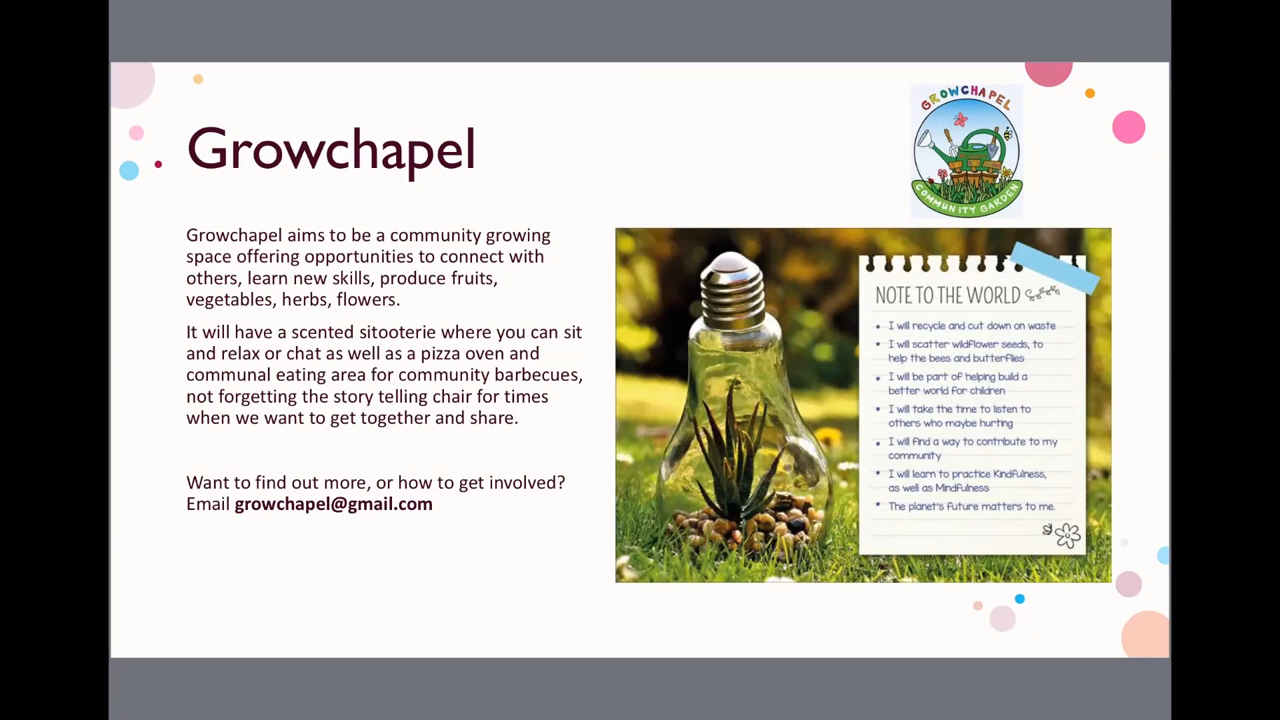 Growchapel
GROWCHAPEL
COMMUNITY GARDEN
Growchapel aims to be a community growing
space offering opportunities to connect with
others, learn new skills, produce fruits,
vegetables, herbs, flowers.
It will have a scented sitooterie where you can sit
and relax or chat as well as a pizza oven and
communal eating area for community barbecues,
not forgetting the story telling chair for times
when we want to get together and share.
Want to find out more, or how to get involved?
Email growchapel@gmail.com
NOTE TO THE WORLD
• I will recycle and cut down on waste
• I will scatter wildflower seeds, to
help the bees and butterflies
• I will be part of helping build a
better world for children
• I will take the time to listen to
others who maybe hurting
• I will find a way to contribute to my
community
• I will learn to practice Kindfulness,
as well as Mindfulness
• The planet's future matters to me.